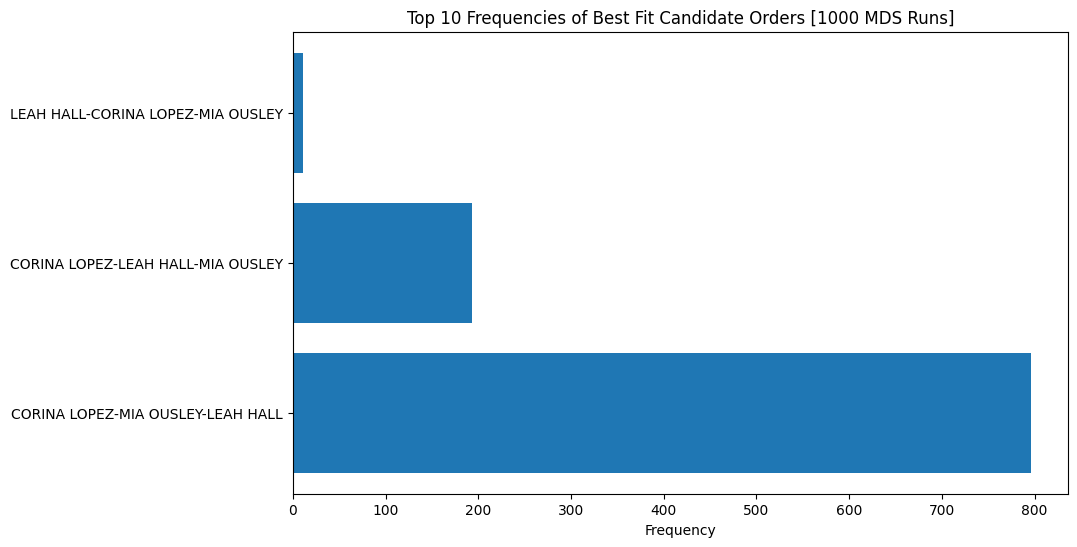 Top 10 Frequencies of Best Fit Candidate Orders [1000 MDS Runs]
LEAH HALL-CORINA LOPEZ-MIA OUSLEY
CORINA LOPEZ-LEAH HALL-MIA OUSLEY
CORINA LOPEZ-MIA OUSLEY-LEAH HALL
0 100 200 300 400 500 600 700 800
Frequency